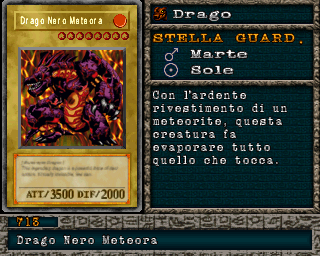 Drago Nero Meteora
ATT/3500 DIF/2000
Drago
STELLA GUARD.
♂ Marte
☉ Sole
Con l'ardente
rivestimento di un
meteorite, questa
creatura fa
evaporare tutto
quello che tocca.
713
Drago Nero Meteora